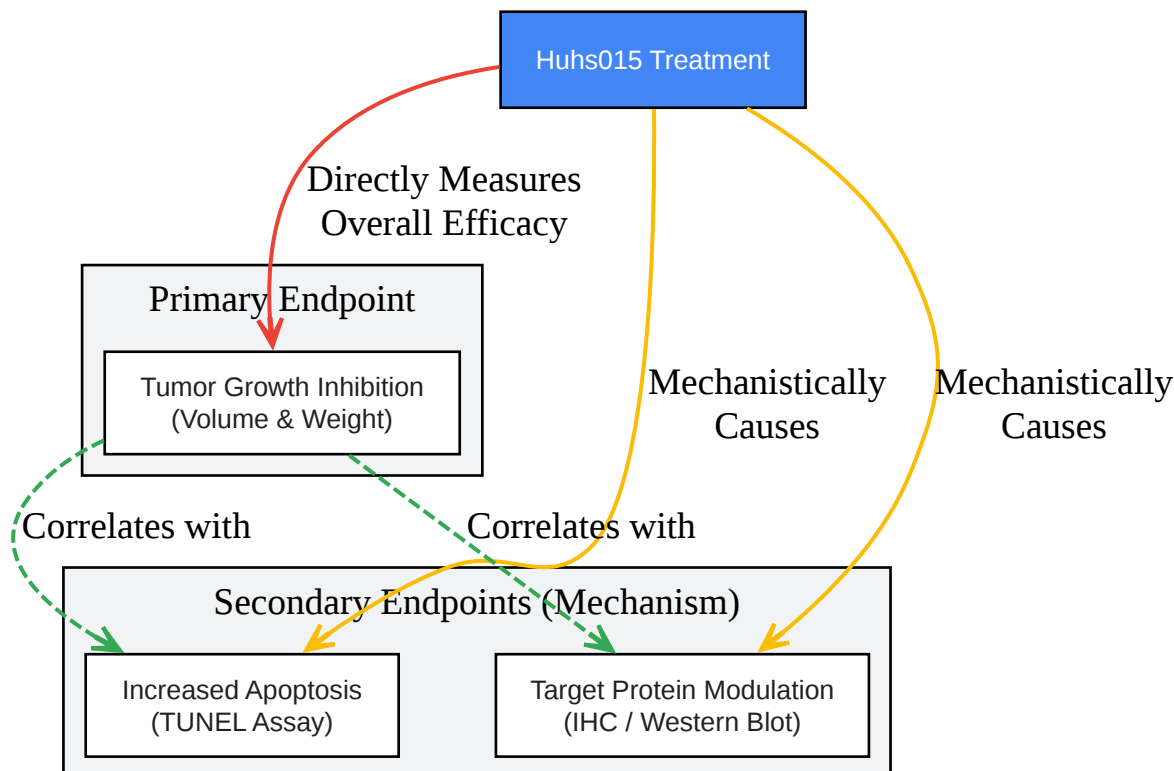 Huhs015 Treatment
Directly Measures
Overall Efficacy
Primary Endpoint
Tumor Growth Inhibition
(Volume & Weight)
Mechanistically
Causes
Mechanistically
Causes
Correlates with
Correlates with
Secondary Endpoints (Mechanism)
Increased Apoptosis
(TUNEL Assay)
Target Protein Modulation
(IHC / Western Blot)